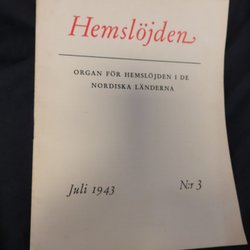 Hemslöjden
ORGAN FÖR HEMSLÖJDEN I DE
NORDISKA LÄNDERNA
Juli 1943 N:r 3